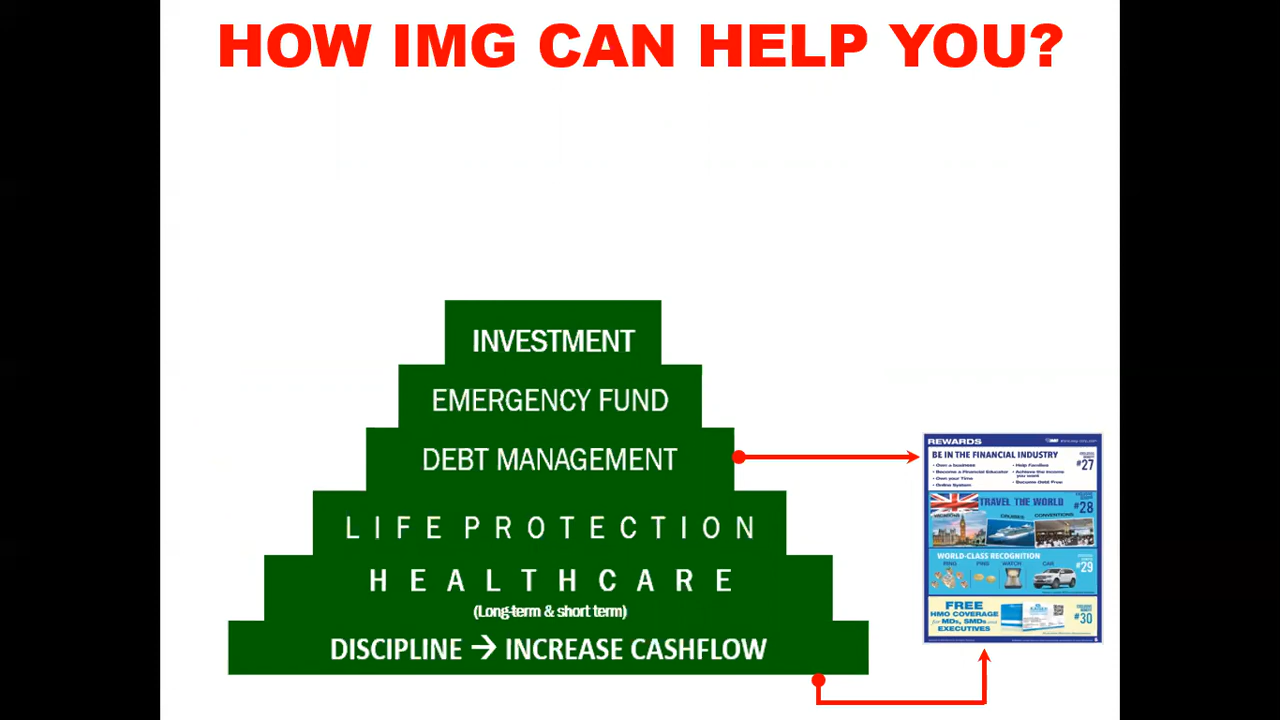 HOW IMG CAN HELP YOU?
INVESTMENT
EMERGENCY FUND
DEBT MANAGEMENT
LIFE PROTECTION
HEALTHCARE
(Long-term & short term)
DISCIPLINE → INCREASE CASHFLOW
REWARDS
BE IN THE FINANCIAL INDUSTRY
#27
• Own a business
• Become a Financial Educator
• Own your Time
• Online System
• Help Families
• Achieve the income
you want
• Become Debt Free
TRAVEL THE WORLD
#28
VACATIONS
CRUISES
CONVENTIONS
WORLD-CLASS RECOGNITION
#29
RING
PINS
WATCH
CAR
FREE
HMO COVERAGE
for MDs, SMDs and
EXECUTIVES
#30